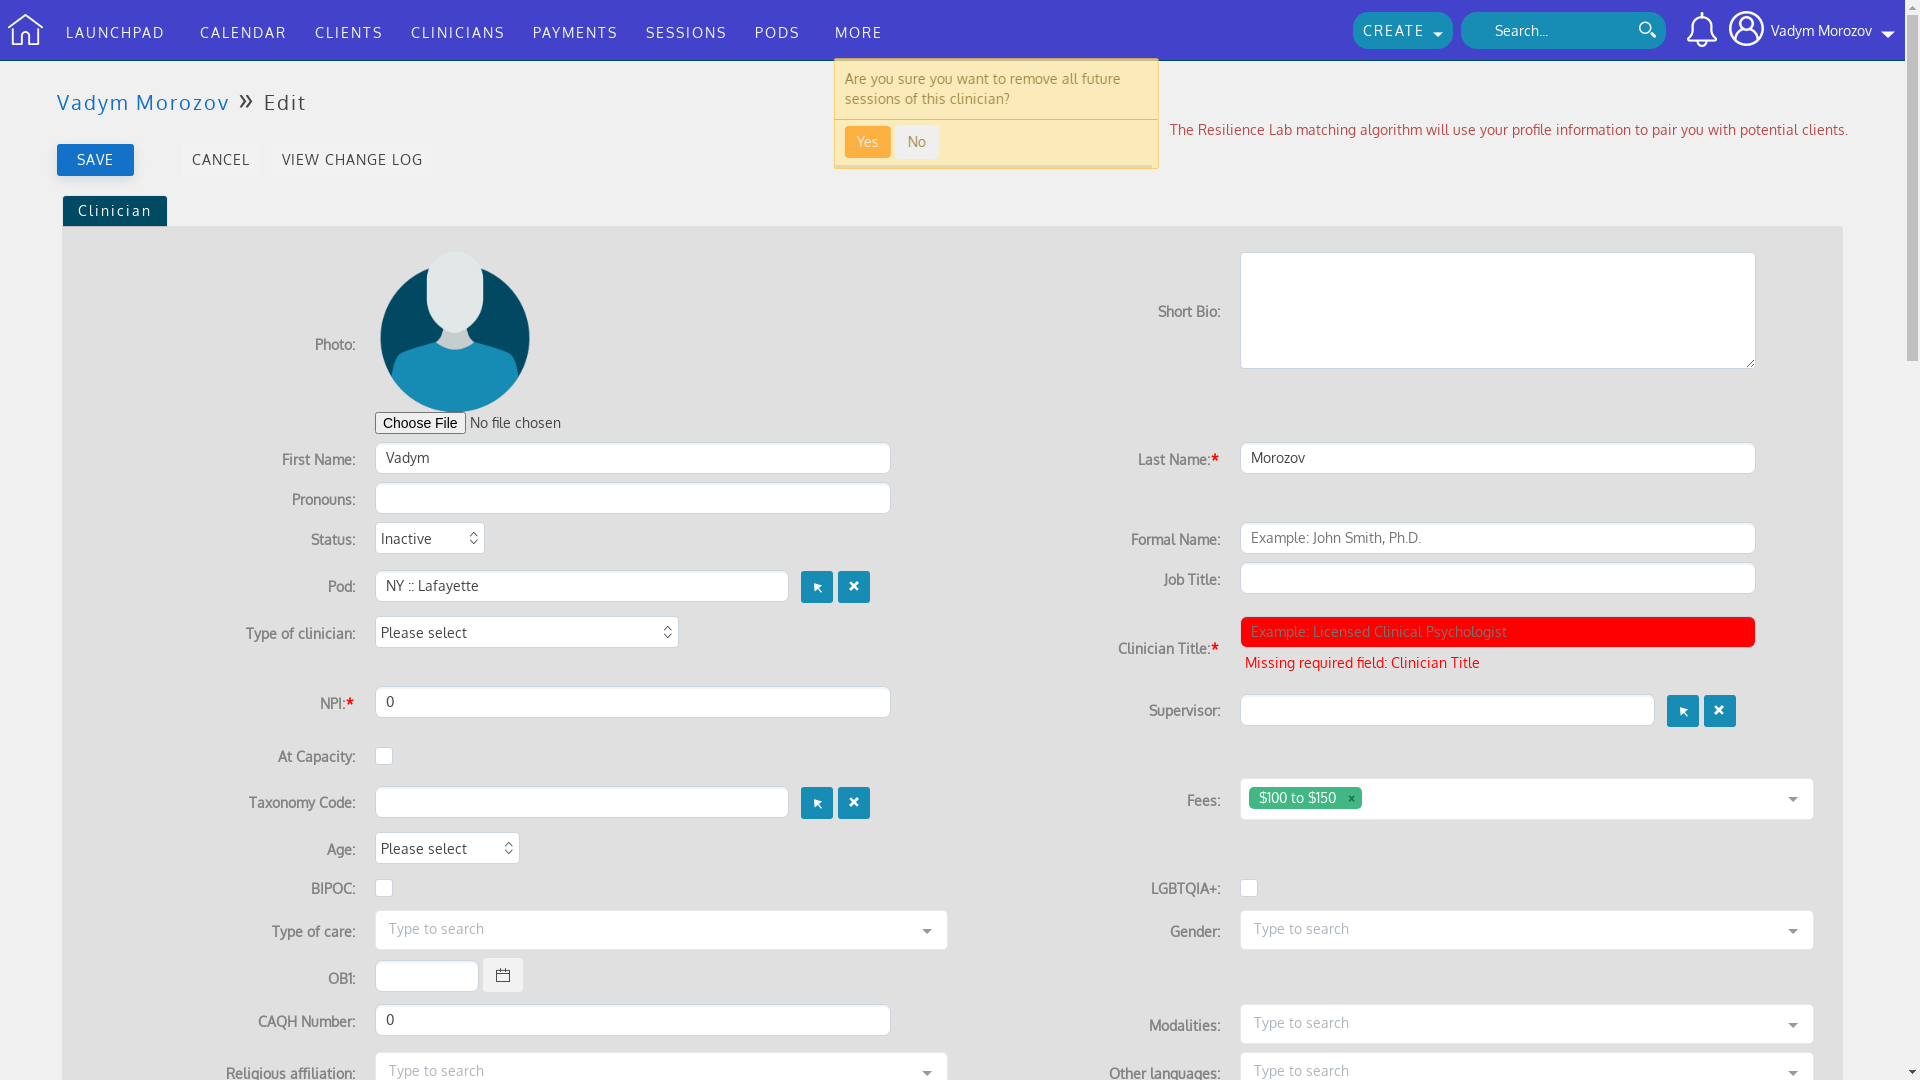 LAUNCHPAD CALENDAR CLIENTS CLINICIANS PAYMENTS SESSIONS PODS MORE CREATE Search... Vadym Morozov
Are you sure you want to remove all future
sessions of this clinician?
Yes No
Vadym Morozov » Edit
The Resilience Lab matching algorithm will use your profile information to pair you with potential clients.
SAVE CANCEL VIEW CHANGE LOG
Clinician
Photo:
Choose File No file chosen
Short Bio:
First Name: Vadym
Last Name:* Morozov
Pronouns:
Status: Inactive
Formal Name: Example: John Smith, Ph.D.
Pod: NY :: Lafayette
Job Title:
Type of clinician: Please select
Clinician Title:* Example: Licensed Clinical Psychologist
Missing required field: Clinician Title
NPI:* 0
Supervisor:
At Capacity:
Taxonomy Code:
Fees: $100 to $150 ×
Age: Please select
BIPOC:
LGBTQIA+:
Type of care: Type to search
Gender: Type to search
OB1:
CAQH Number: 0
Modalities: Type to search
Religious affiliation: Type to search
Other languages: Type to search